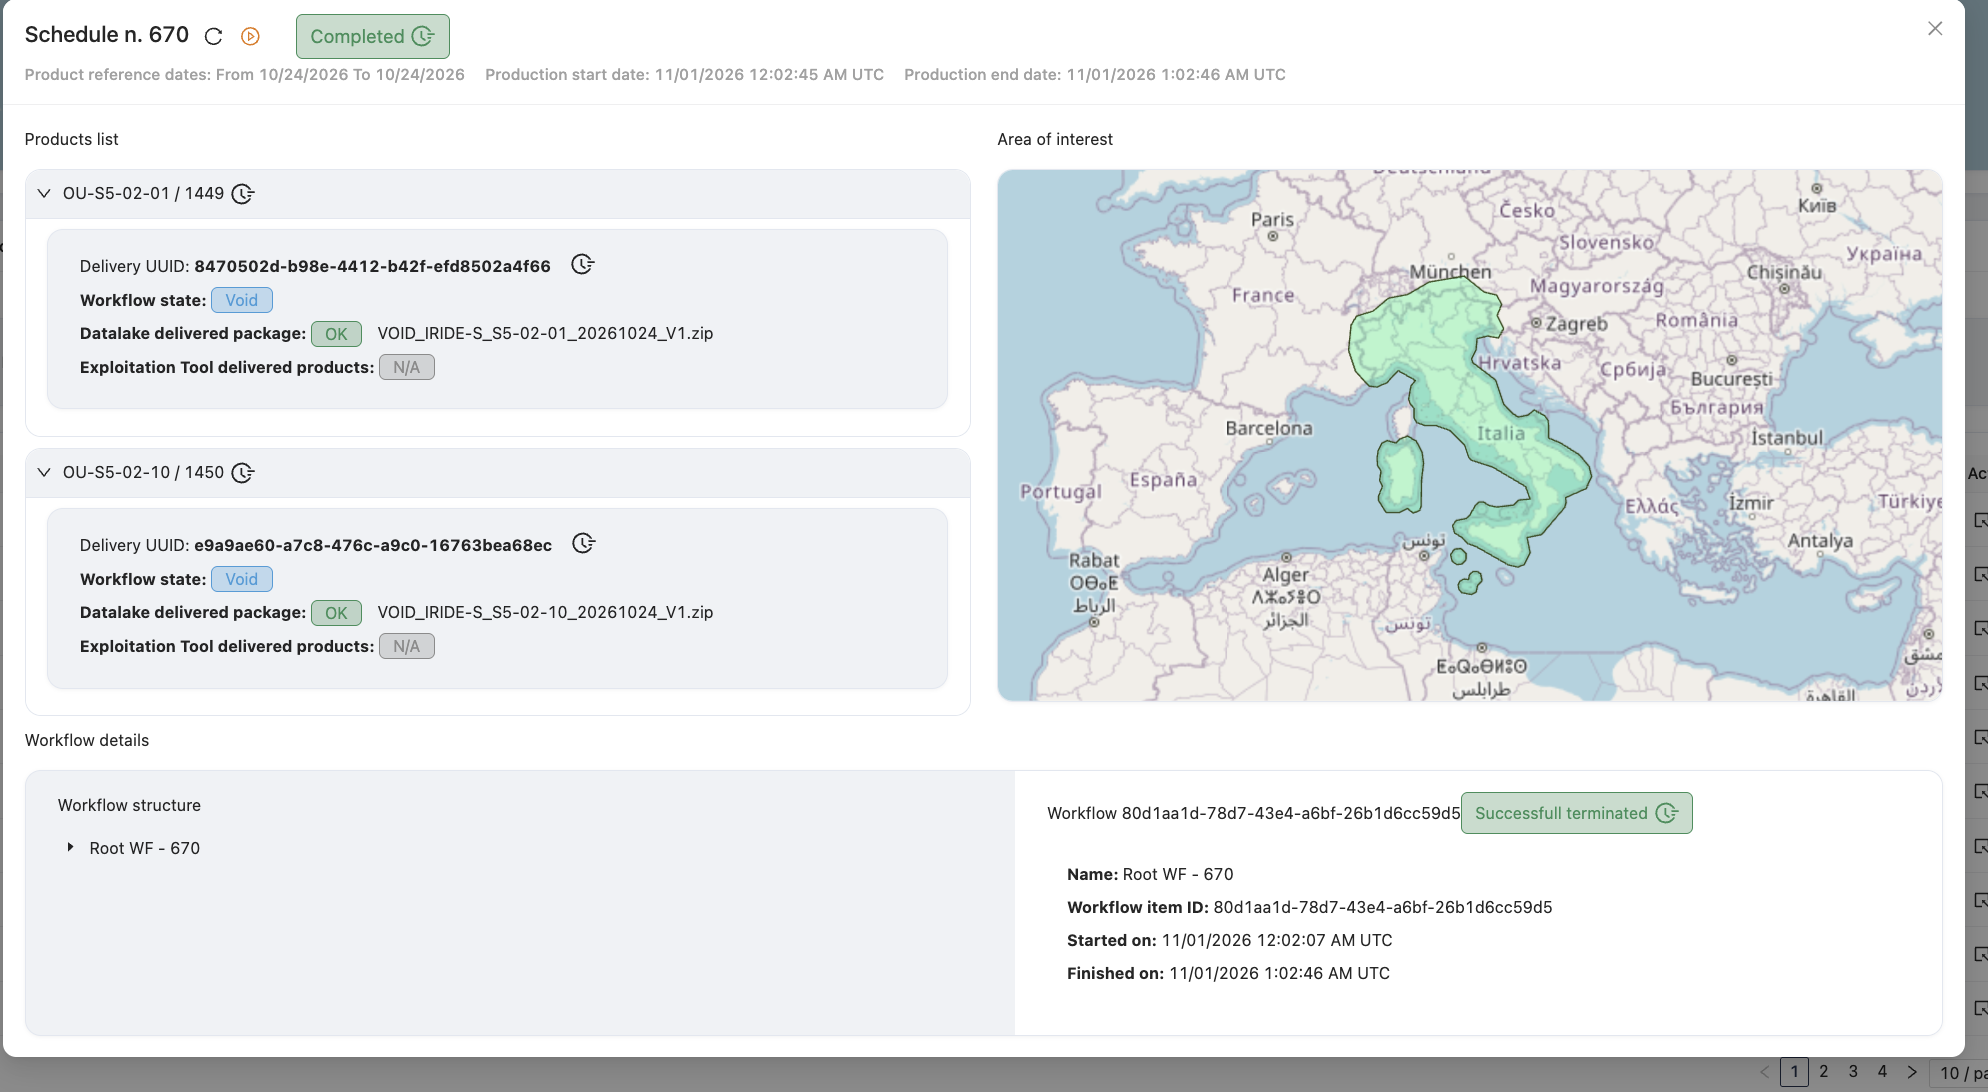 Schedule n. 670
Completed
Product reference dates: From 10/24/2026 To 10/24/2026 Production start date: 11/01/2026 12:02:45 AM UTC Production end date: 11/01/2026 1:02:46 AM UTC
Products list
OU-S5-02-01 / 1449
Delivery UUID: 8470502d-b98e-4412-b42f-efd8502a4f66
Workflow state: Void
Datalake delivered package: OK VOID_IRIDE-S_S5-02-01_20261024_V1.zip
Exploitation Tool delivered products: N/A
OU-S5-02-10 / 1450
Delivery UUID: e9a9ae60-a7c8-476c-a9c0-16763bea68ec
Workflow state: Void
Datalake delivered package: OK VOID_IRIDE-S_S5-02-10_20261024_V1.zip
Exploitation Tool delivered products: N/A
Area of interest
Deutschland
Paris
Česko
Київ
Slovensko
Україна
München
Chișinău
France
Magyarország
Zagreb
România
Hrvatska
Србија
București
България
Barcelona
Italia
İstanbul
España
Portugal
Ελλάς
İzmir
Türkiye
تونس
Antalya
Rabat
ⵔⴱⴰⵟ
الرباط
Alger
الجزائر
تونس
طرابلس
القاهرة
دمشق
Workflow details
Workflow structure
Root WF - 670
Workflow 80d1aa1d-78d7-43e4-a6bf-26b1d6cc59d5 Successfull terminated
Name: Root WF - 670
Workflow item ID: 80d1aa1d-78d7-43e4-a6bf-26b1d6cc59d5
Started on: 11/01/2026 12:02:07 AM UTC
Finished on: 11/01/2026 1:02:46 AM UTC
Ac
1 2 3 4
10 / pa